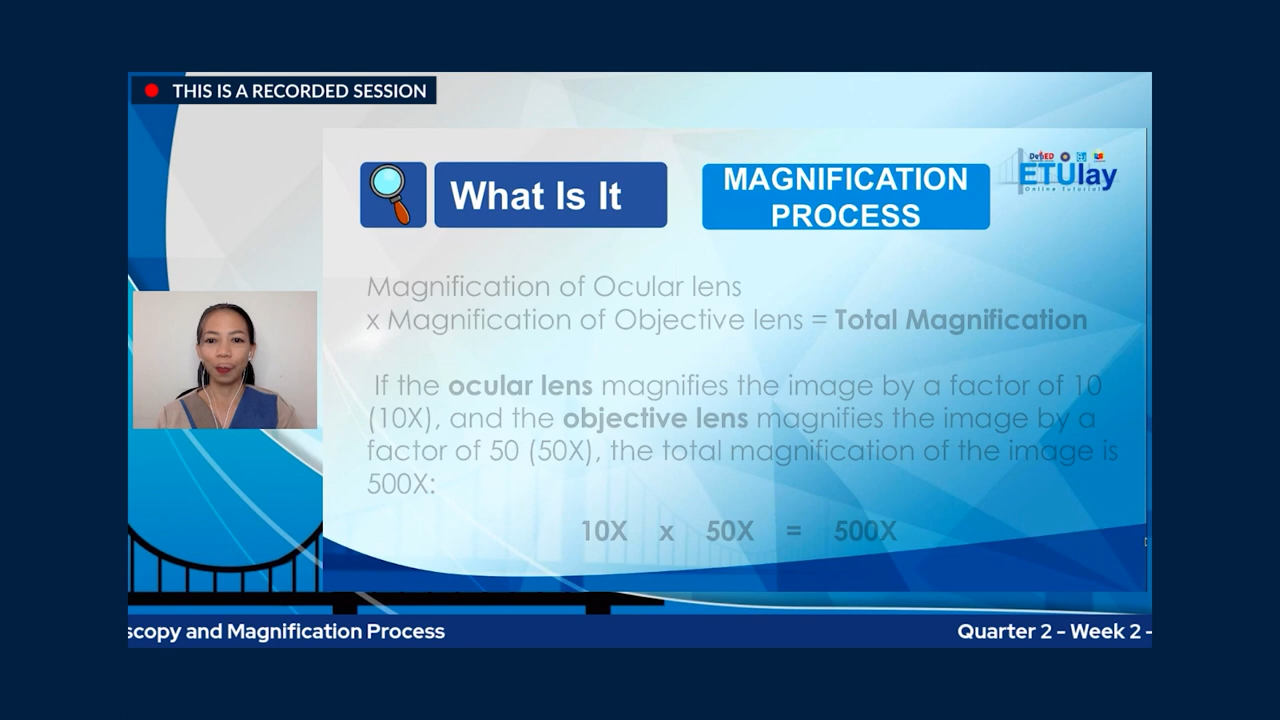 THIS IS A RECORDED SESSION
What Is It
MAGNIFICATION
PROCESS
DepED
ETUlay
Online Tutorial
Magnification of Ocular lens
x Magnification of Objective lens = Total Magnification
If the ocular lens magnifies the image by a factor of 10
(10X), and the objective lens magnifies the image by a
factor of 50 (50X), the total magnification of the image is
500X:
10X x 50X = 500X
scopy and Magnification Process
Quarter 2 – Week 2 –